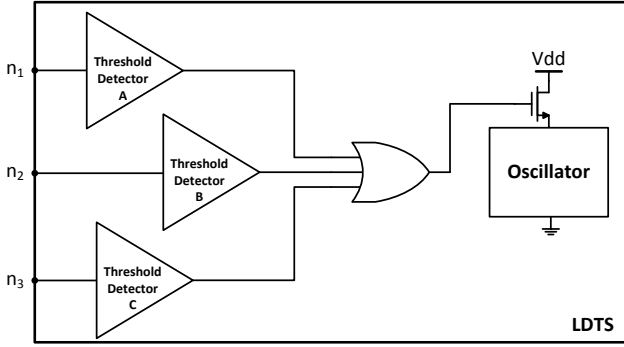 n1
Threshold
Detector
A
Vdd
n2
Threshold
Detector
B
Oscillator
n3
Threshold
Detector
C
LDTS